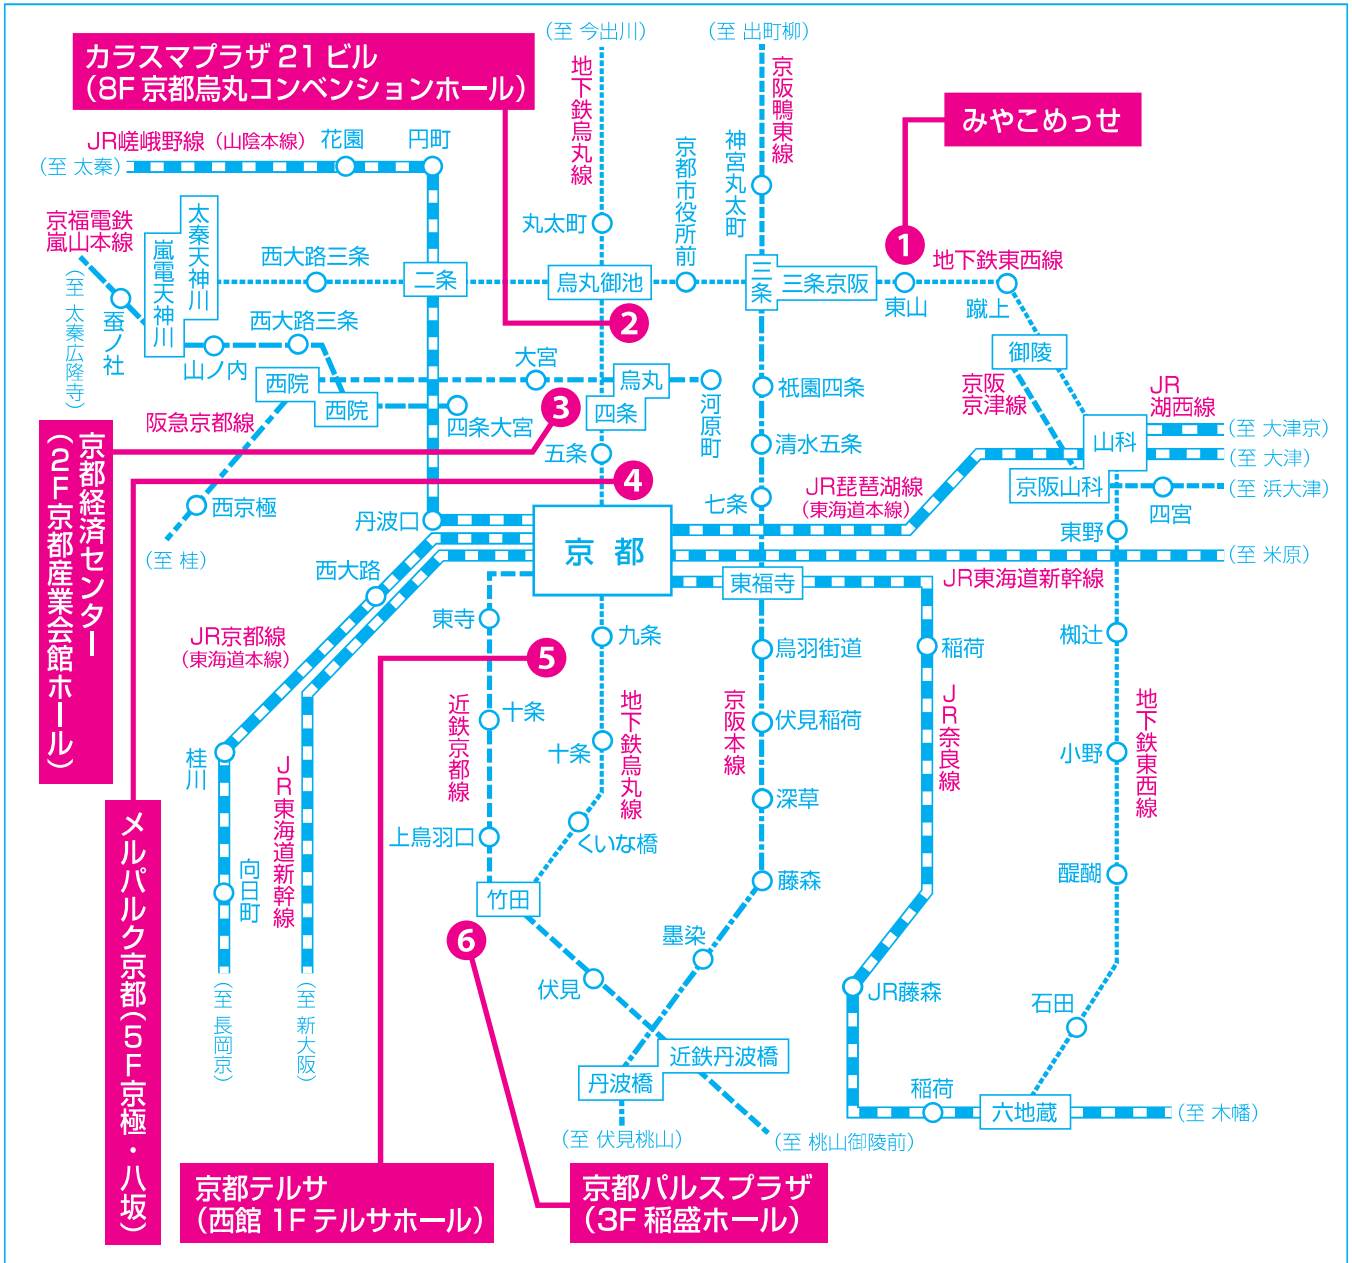 (至 今出川)
(至 出町柳)
カラスマプラザ 21 ビル
(8F 京都烏丸コンベンションホール)
地下鉄烏丸線
京阪鴨東線
みやこめっせ
JR嵯峨野線(山陰本線)
花園
円町
(至 太秦)
京都市役所前
神宮丸太町
京福電鉄
嵐山本線
太秦天神川
嵐電天神川
丸太町
1
地下鉄東西線
西大路三条
二条
烏丸御池
三条
三条京阪
東山
蹴上
(至 太秦広隆寺)
蚕ノ社
山ノ内
西大路三条
2
御陵
西院
西院
大宮
烏丸
四条
河原町
祇園四条
京阪
京津線
JR
湖西線
阪急京都線
四条大宮
3
五条
清水五条
山科
(至 大津京)
(至 大津)
京都経済センター
(2F京都産業会館ホール)
西京極
4
七条
JR琵琶湖線
(東海道本線)
京阪山科
四宮
(至 浜大津)
丹波口
京都
東野
(至 桂)
西大路
東福寺
JR東海道新幹線
(至 米原)
JR京都線
(東海道本線)
東寺
九条
鳥羽街道
稲荷
椥辻
5
近鉄京都線
十条
十条
地下鉄烏丸線
京阪本線
伏見稲荷
JR奈良線
小野
地下鉄東西線
桂川
JR東海道新幹線
深草
メルパルク京都(5F京極・八坂)
上鳥羽口
くいな橋
向日町
竹田
藤森
醍醐
6
墨染
伏見
JR藤森
石田
(至 長岡京)
(至 新大阪)
近鉄丹波橋
丹波橋
稲荷
六地蔵
(至 木幡)
(至 伏見桃山)
(至 桃山御陵前)
京都テルサ
(西館 1F テルサホール)
京都パルスプラザ
(3F 稲盛ホール)